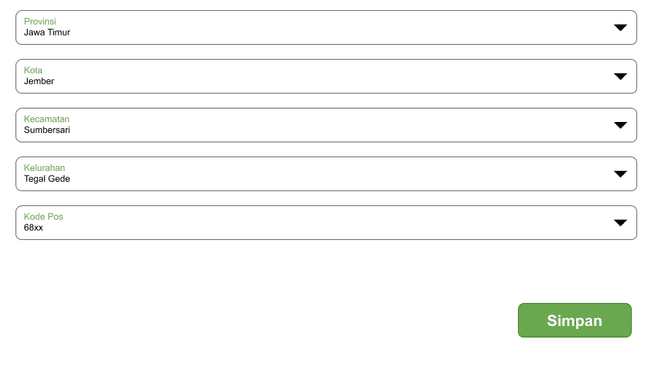 Provinsi
Jawa Timur
Kota
Jember
Kecamatan
Sumbersari
Kelurahan
Tegal Gede
Kode Pos
68xx
Simpan